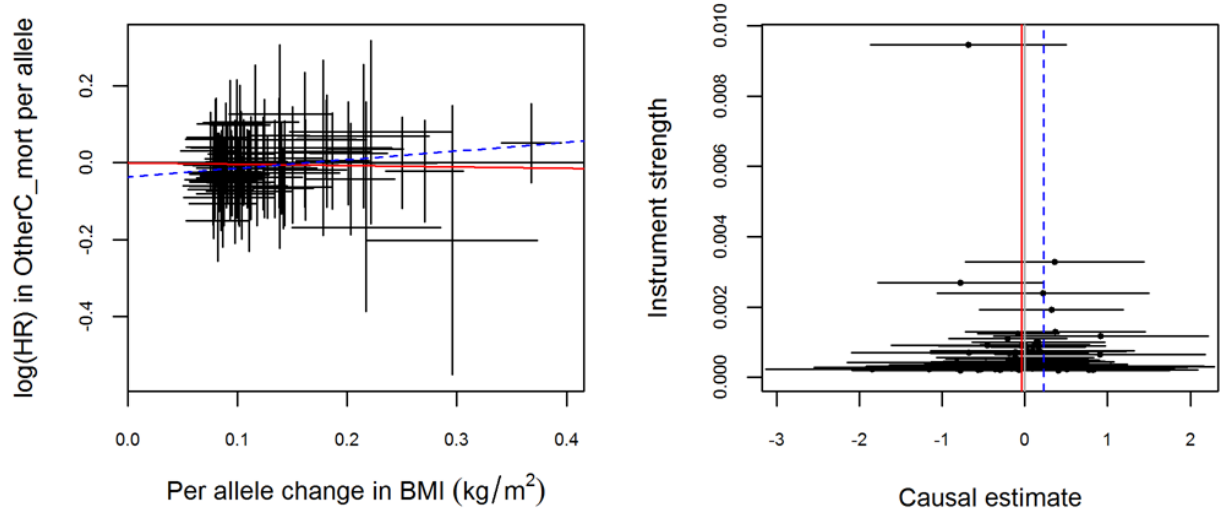 log(HR) in OtherC_mort per allele
0.2
0.0
-0.2
-0.4
0.0 0.1 0.2 0.3 0.4
Per allele change in BMI (kg/m²)
Instrument strength
0.010
0.008
0.006
0.004
0.002
0.000
-3 -2 -1 0 1 2
Causal estimate